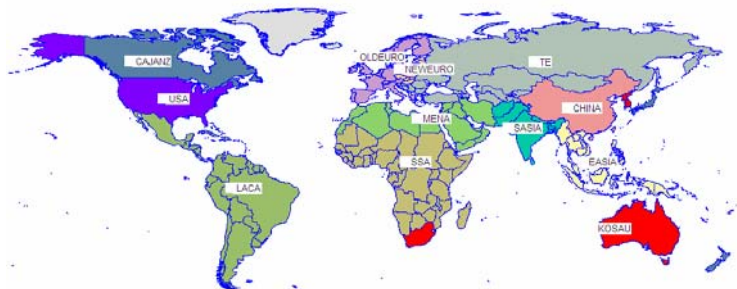 OLDEURO
CAJANZ
NEWEURO
TE
USA
CHINA
MENA
SASIA
SSA
EASIA
LACA
KOSAU